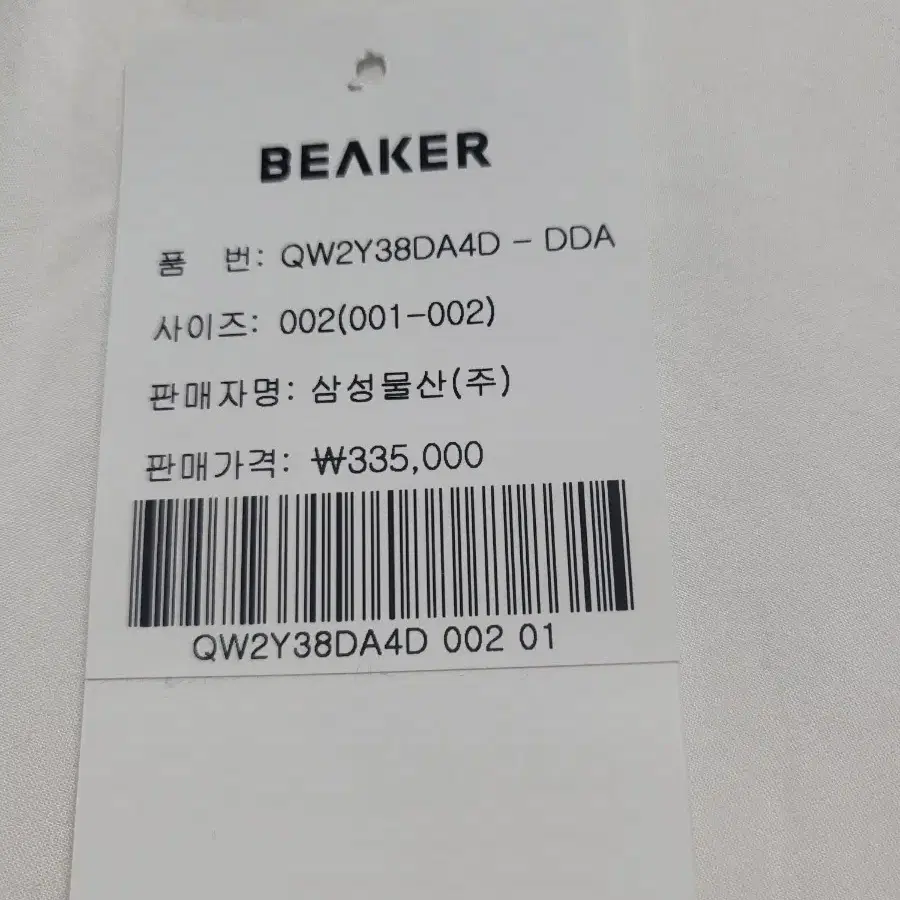 BEAKER
품 번: QW2Y38DA4D - DDA
사이즈: 002(001-002)
판매자명: 삼성물산(주)
판매가격: ₩335,000
QW2Y38DA4D 002 01